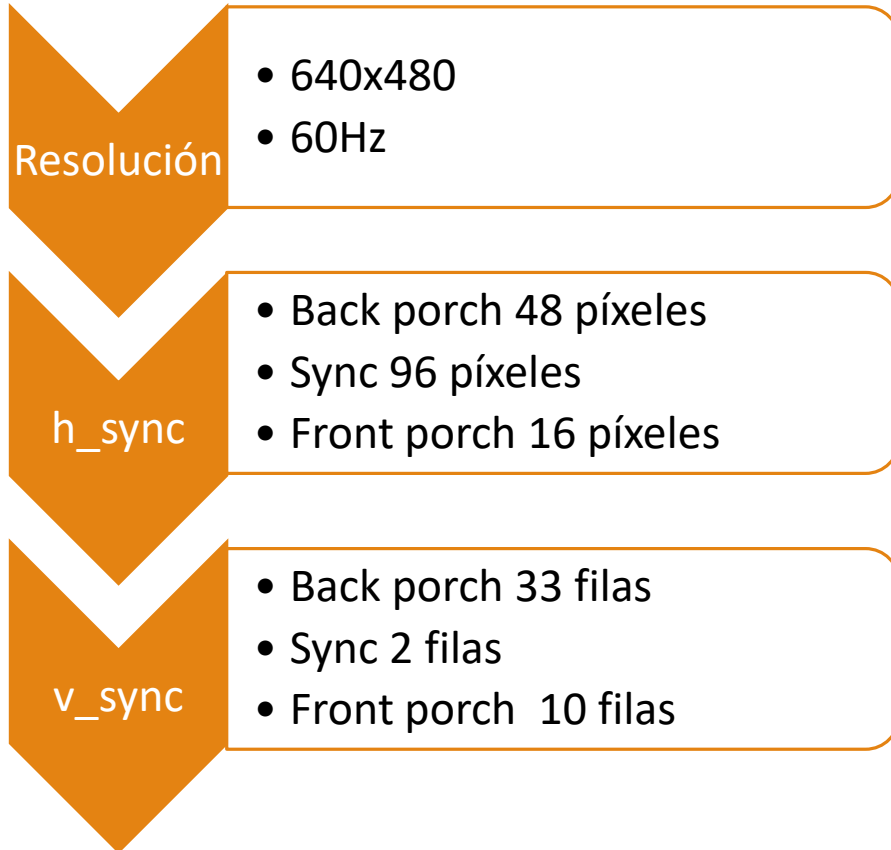 Resolución
• 640x480
• 60Hz
h_sync
• Back porch 48 píxeles
• Sync 96 píxeles
• Front porch 16 píxeles
v_sync
• Back porch 33 filas
• Sync 2 filas
• Front porch  10 filas